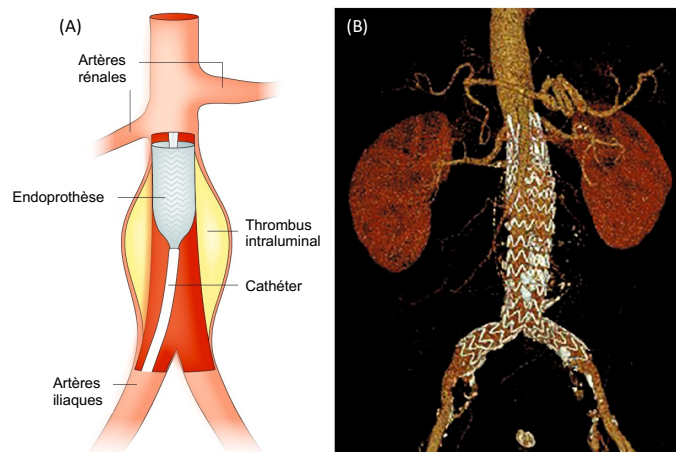 (A)
Artères
rénales
Endoprothèse
Thrombus
intraluminal
Cathéter
Artères
iliaques
(B)